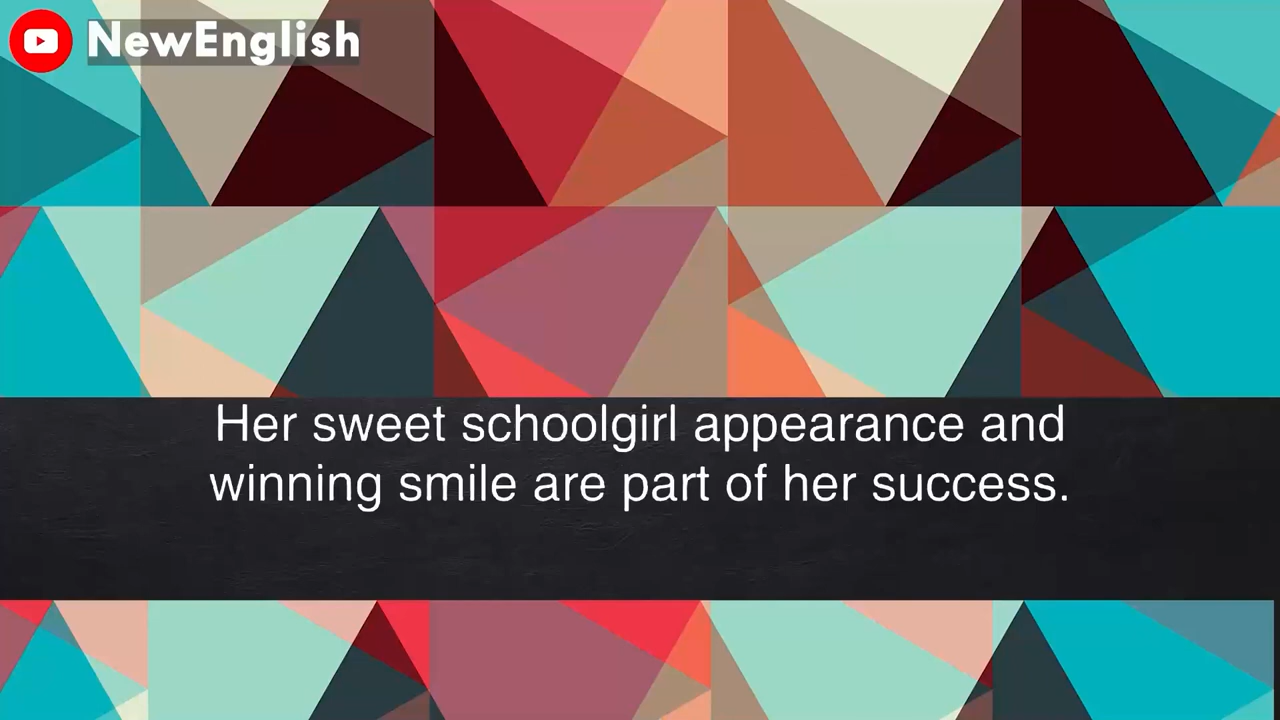 NewEnglish
Her sweet schoolgirl appearance and
winning smile are part of her success.